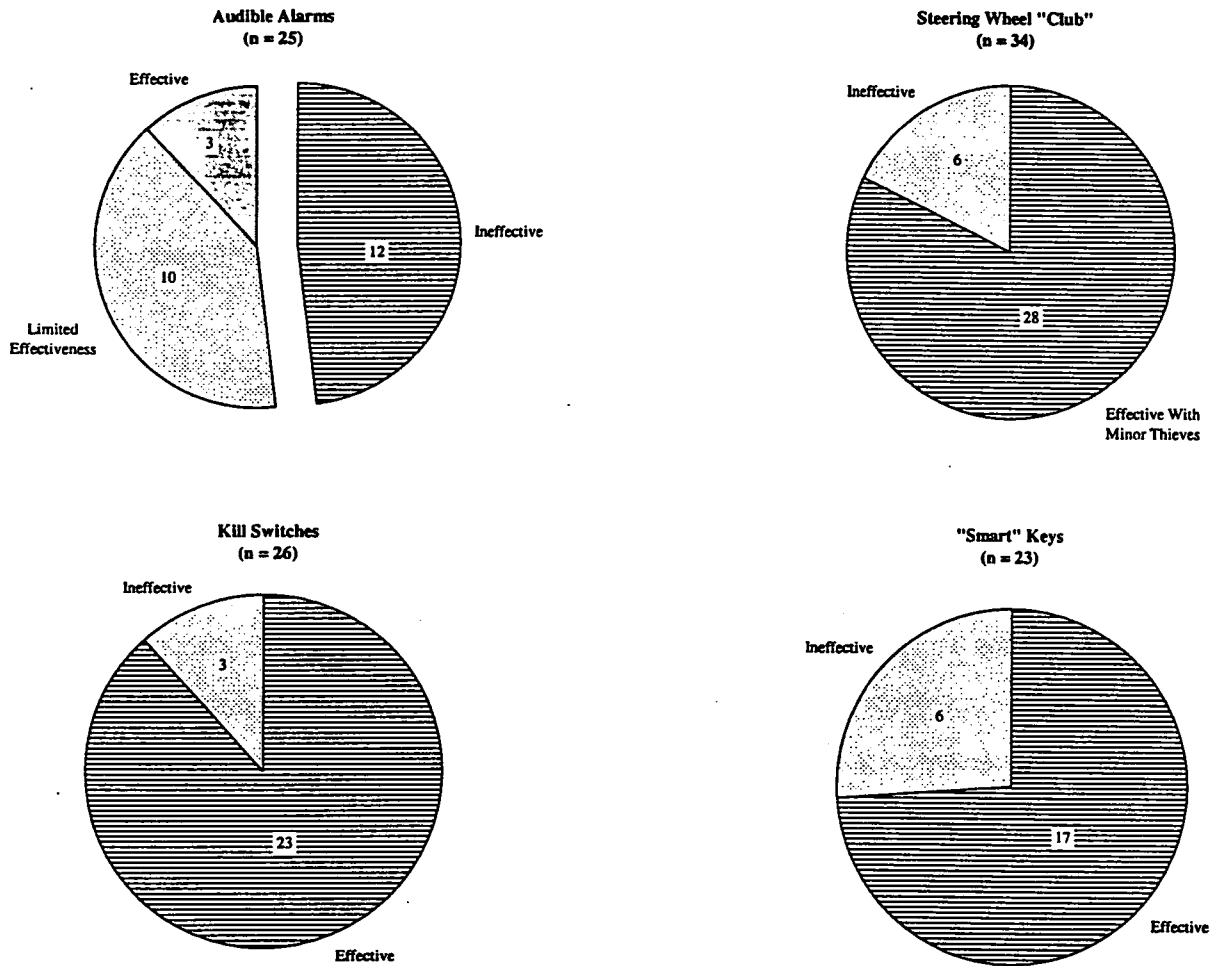 Audible Alarms
(n = 25)
Effective
3
Ineffective
12
10
Limited
Effectiveness
Steering Wheel "Club"
(n = 34)
Ineffective
6
28
Effective With
Minor Thieves
Kill Switches
(n = 26)
Ineffective
3
23
Effective
"Smart" Keys
(n = 23)
Ineffective
6
17
Effective